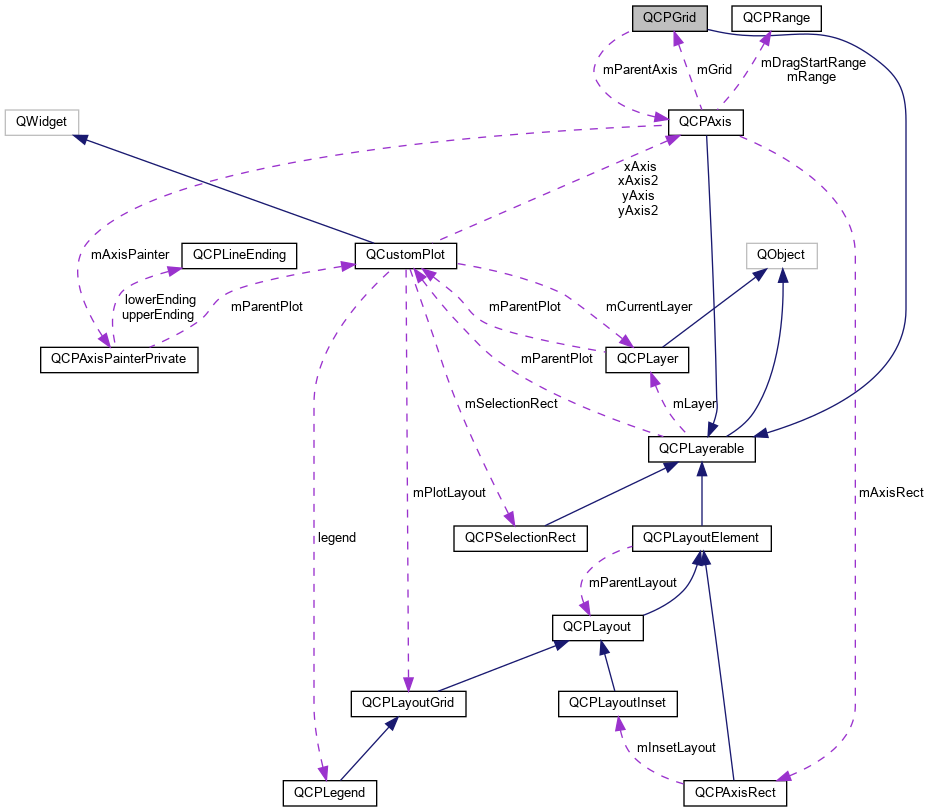 QCPGrid
QCPRange
mParentAxis
mGrid
mDragStartRange
mRange
QWidget
QCPAxis
xAxis
xAxis2
yAxis
yAxis2
mAxisPainter
QCPLineEnding
QCustomPlot
QObject
lowerEnding
upperEnding
mParentPlot
mParentPlot
mCurrentLayer
QCPAxisPainterPrivate
mParentPlot
QCPLayer
mSelectionRect
mLayer
QCPLayerable
mPlotLayout
mAxisRect
legend
QCPSelectionRect
QCPLayoutElement
mParentLayout
QCPLayout
QCPLayoutGrid
QCPLayoutInset
mInsetLayout
QCPLegend
QCPAxisRect